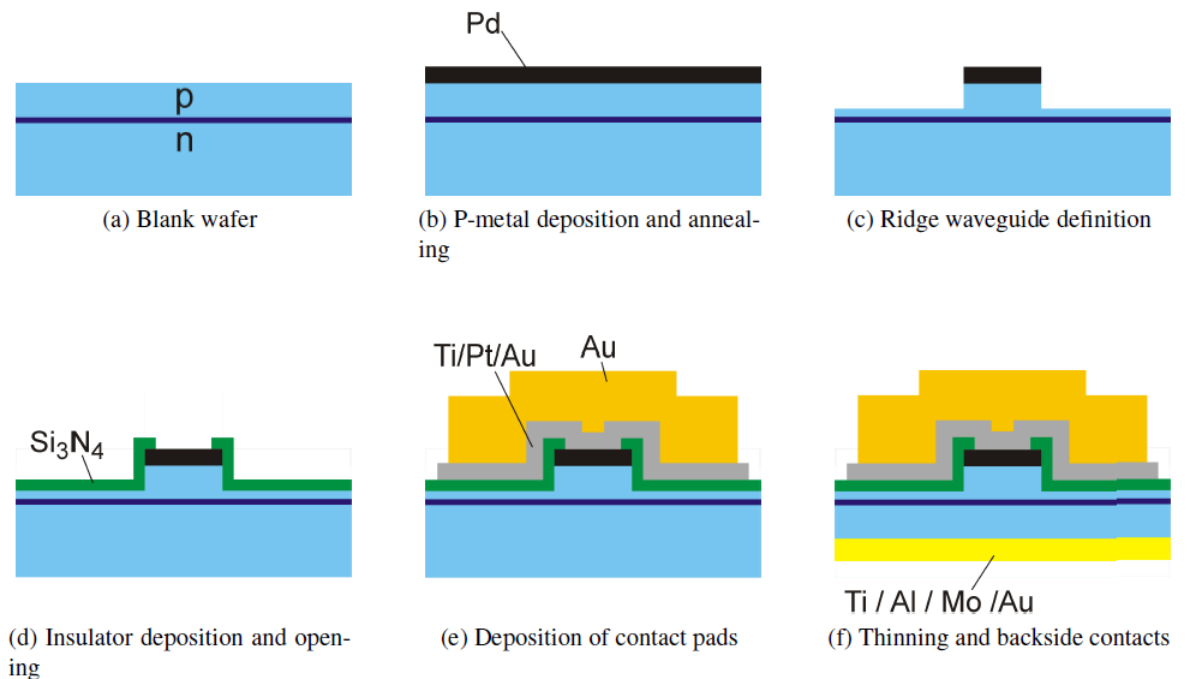 Pd
p
n
(a) Blank wafer
(b) P-metal deposition and anneal-
ing
(c) Ridge waveguide definition
Si₃N₄
Ti/Pt/Au
Au
Ti / Al / Mo /Au
(d) Insulator deposition and open-
ing
(e) Deposition of contact pads
(f) Thinning and backside contacts